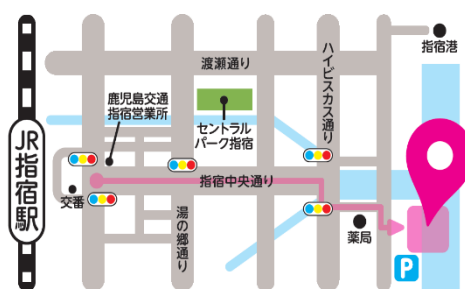 指宿港
渡瀬通り
ハイビスカス通り
鹿児島交通
指宿営業所
セントラル
パーク指宿
JR指宿駅
交番
指宿中央通り
湯の郷通り
薬局
P